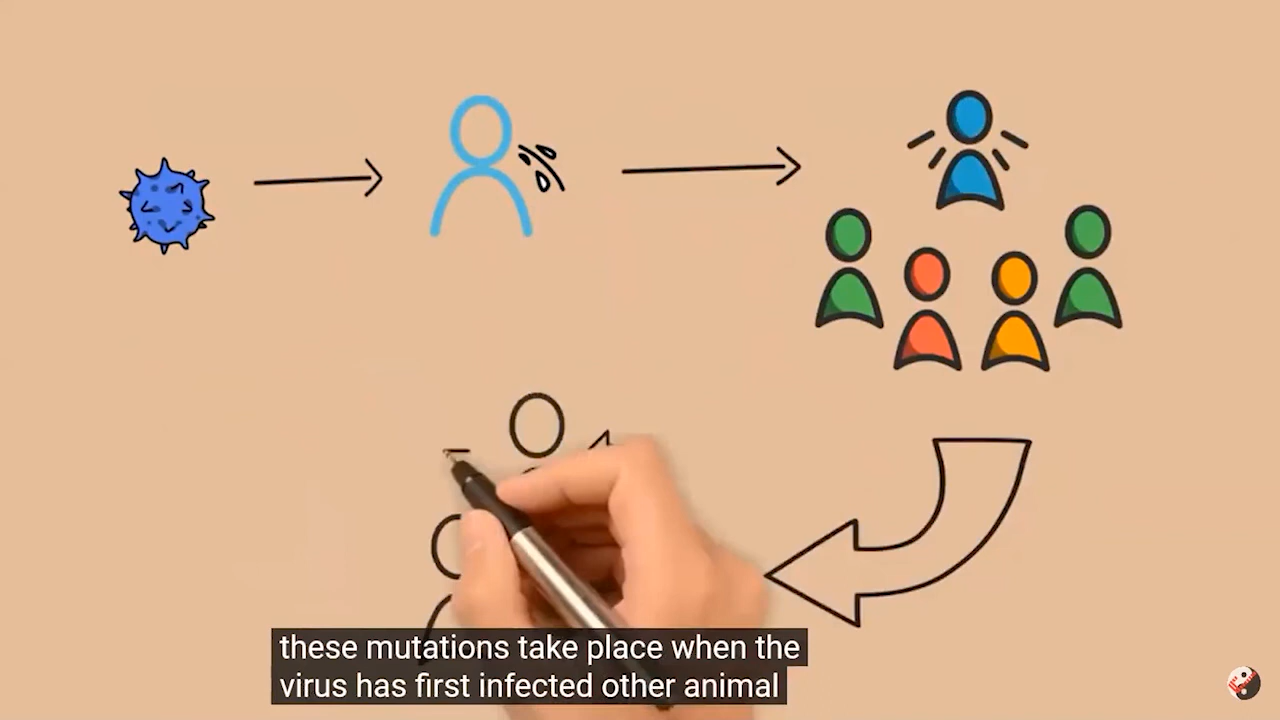 these mutations take place when the
virus has first infected other animal